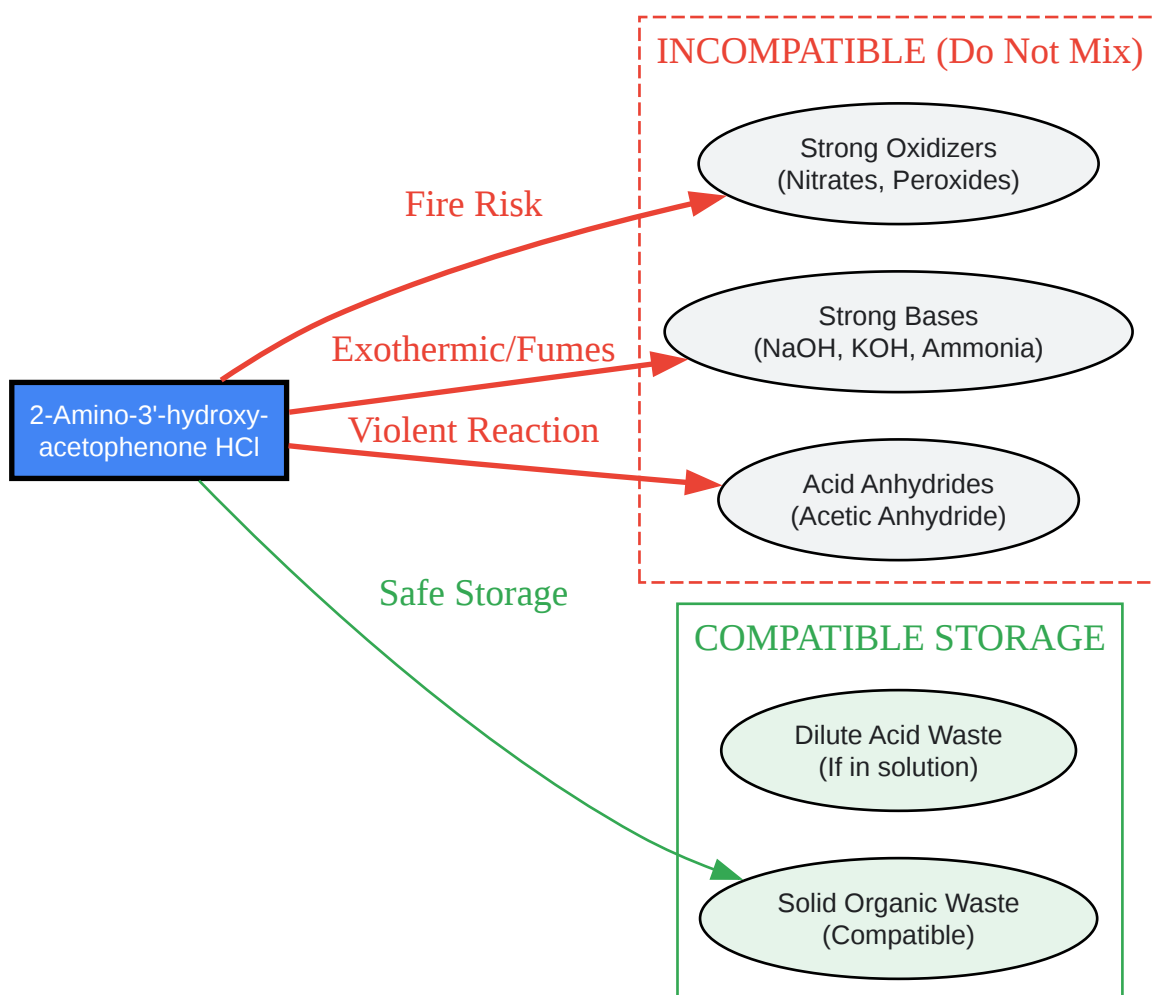 INCOMPATIBLE (Do Not Mix)
Strong Oxidizers
(Nitrates, Peroxides)
Fire Risk
Strong Bases
(NaOH, KOH, Ammonia)
Exothermic/Fumes
2-Amino-3'-hydroxy-
acetophenone HCl
Violent Reaction
Acid Anhydrides
(Acetic Anhydride)
Safe Storage
COMPATIBLE STORAGE
Dilute Acid Waste
(If in solution)
Solid Organic Waste
(Compatible)